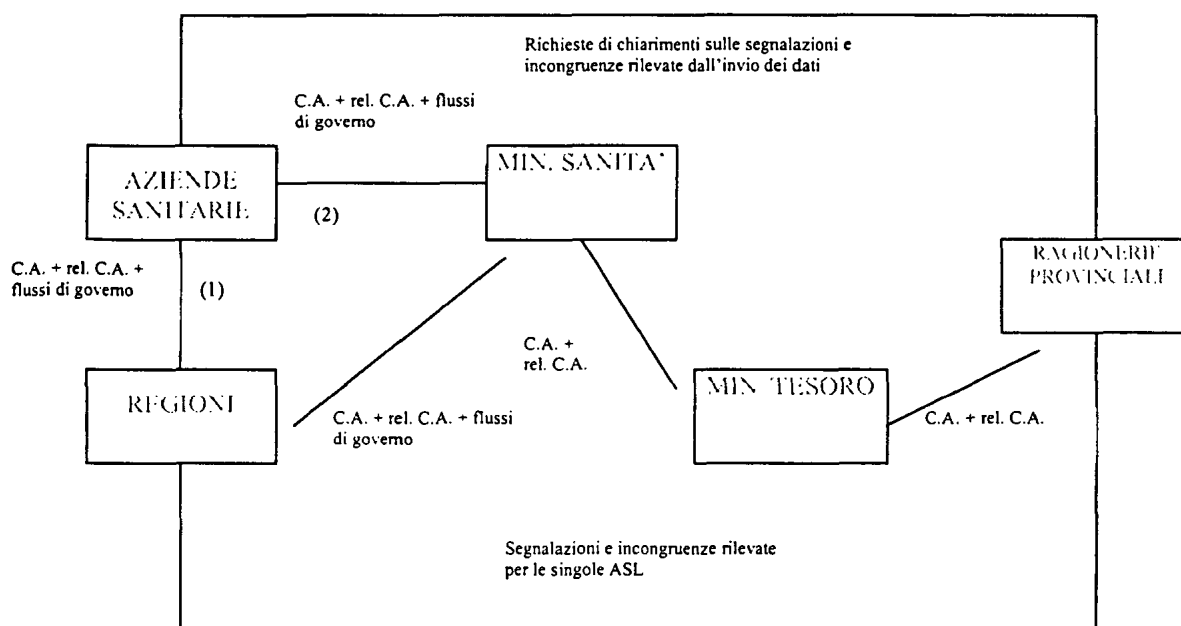 Richieste di chiarimenti sulle segnalazioni e
incongruenze rilevate dall'invio dei dati
C.A. + rel. C.A. + flussi
di governo
AZIENDE
SANITARIE
(2)
MIN. SANITA'
RAGIONERIE
PROVINCIALI
C.A. + rel. C.A. +
flussi di governo
(1)
C.A. +
rel. C.A.
REGIONI
C.A. + rel. C.A. + flussi
di governo
MIN TESORO
C.A. + rel. C.A.
Segnalazioni e incongruenze rilevate
per le singole ASL